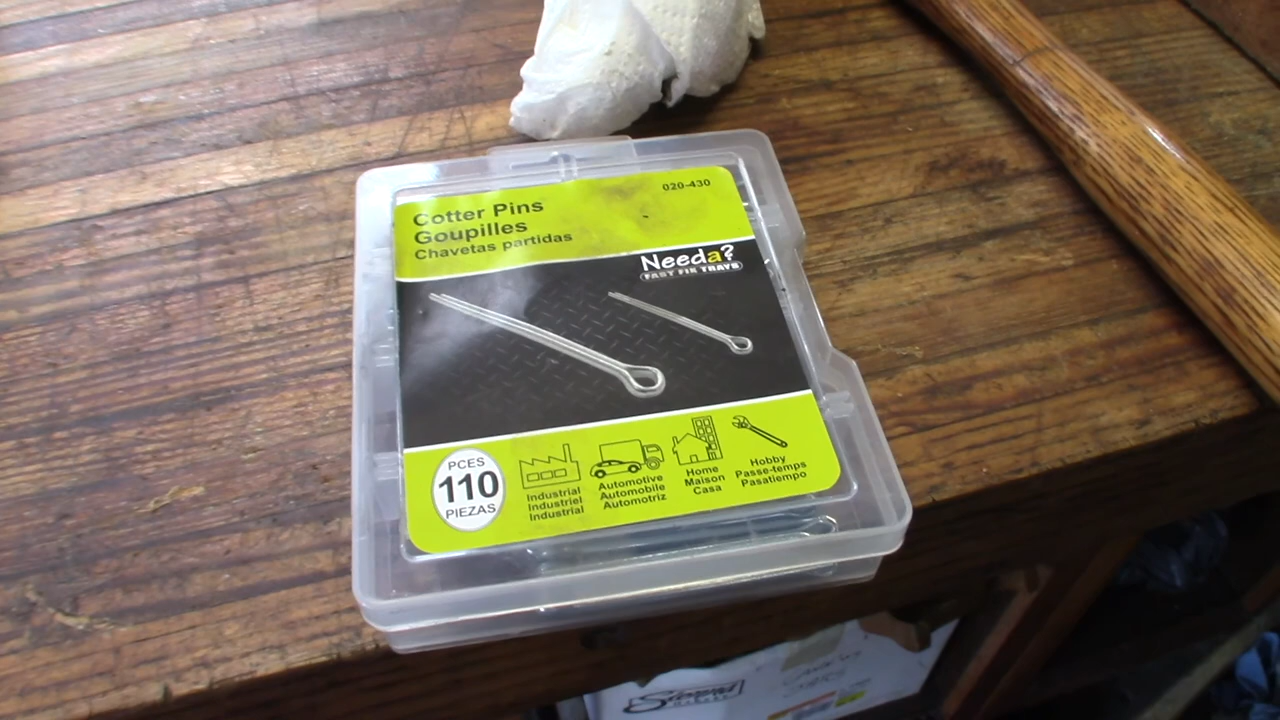 020-430
Cotter Pins
Goupilles
Chavetas partidas
Needa?
FAST FIX TRAYS
PCES
110
PIEZAS
Industrial
Industriel
Industrial
Automotive
Automobile
Automotriz
Home
Maison
Casa
Hobby
Passe-temps
Pasatiempo